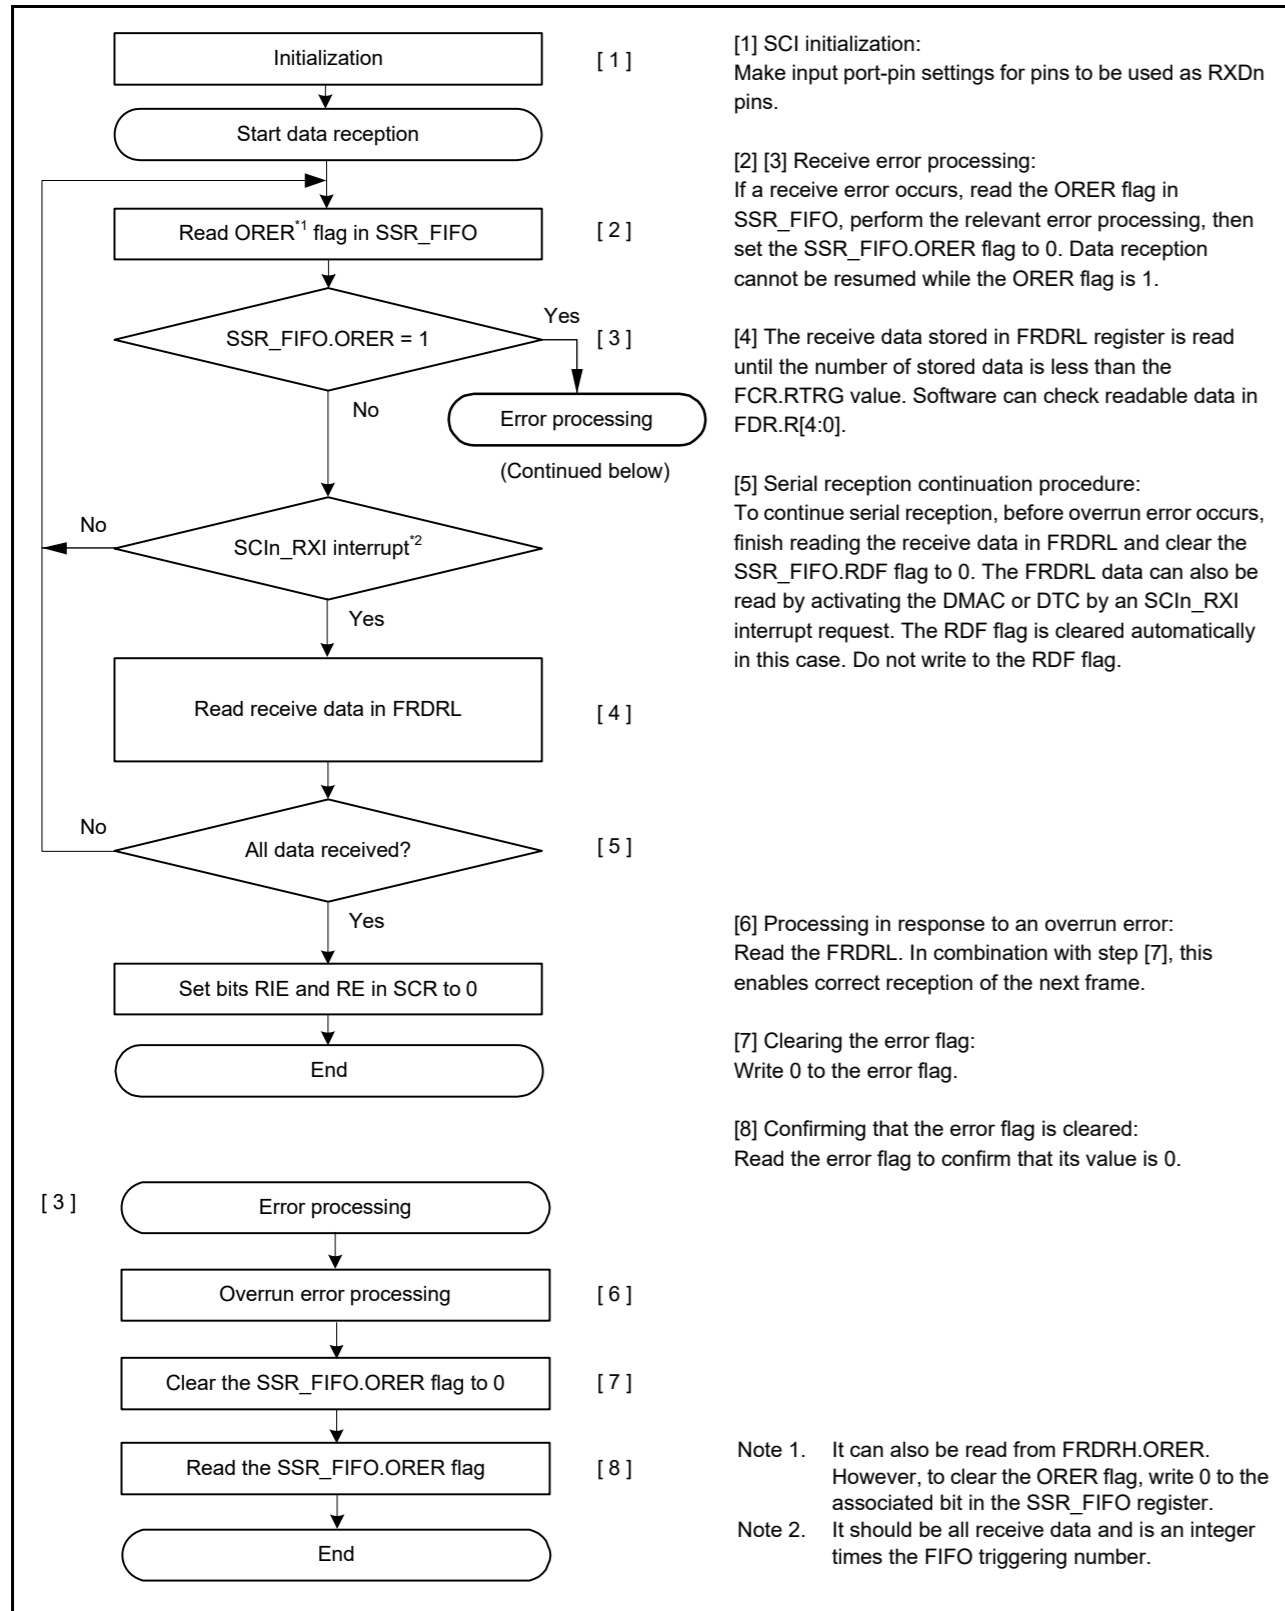 Initialization
[ 1 ]
Start data reception
Read ORER*1 flag in SSR_FIFO
[ 2 ]
SSR_FIFO.ORER = 1
Yes
[ 3 ]
No
Error processing
(Continued below)
No
SCIn_RXI interrupt*2
Yes
Read receive data in FRDRL
[ 4 ]
No
All data received?
[ 5 ]
Yes
Set bits RIE and RE in SCR to 0
End
[1] SCI initialization:
Make input port-pin settings for pins to be used as RXDn
pins.
[2] [3] Receive error processing:
If a receive error occurs, read the ORER flag in
SSR_FIFO, perform the relevant error processing, then
set the SSR_FIFO.ORER flag to 0. Data reception
cannot be resumed while the ORER flag is 1.
[4] The receive data stored in FRDRL register is read
until the number of stored data is less than the
FCR.RTRG value. Software can check readable data in
FDR.R[4:0].
[5] Serial reception continuation procedure:
To continue serial reception, before overrun error occurs,
finish reading the receive data in FRDRL and clear the
SSR_FIFO.RDF flag to 0. The FRDRL data can also be
read by activating the DMAC or DTC by an SCIn_RXI
interrupt request. The RDF flag is cleared automatically
in this case. Do not write to the RDF flag.
[6] Processing in response to an overrun error:
Read the FRDRL. In combination with step [7], this
enables correct reception of the next frame.
[7] Clearing the error flag:
Write 0 to the error flag.
[8] Confirming that the error flag is cleared:
Read the error flag to confirm that its value is 0.
[ 3 ]
Error processing
Overrun error processing
[ 6 ]
Clear the SSR_FIFO.ORER flag to 0
[ 7 ]
Read the SSR_FIFO.ORER flag
[ 8 ]
End
Note 1. It can also be read from FRDRH.ORER.
However, to clear the ORER flag, write 0 to the
associated bit in the SSR_FIFO register.
Note 2. It should be all receive data and is an integer
times the FIFO triggering number.